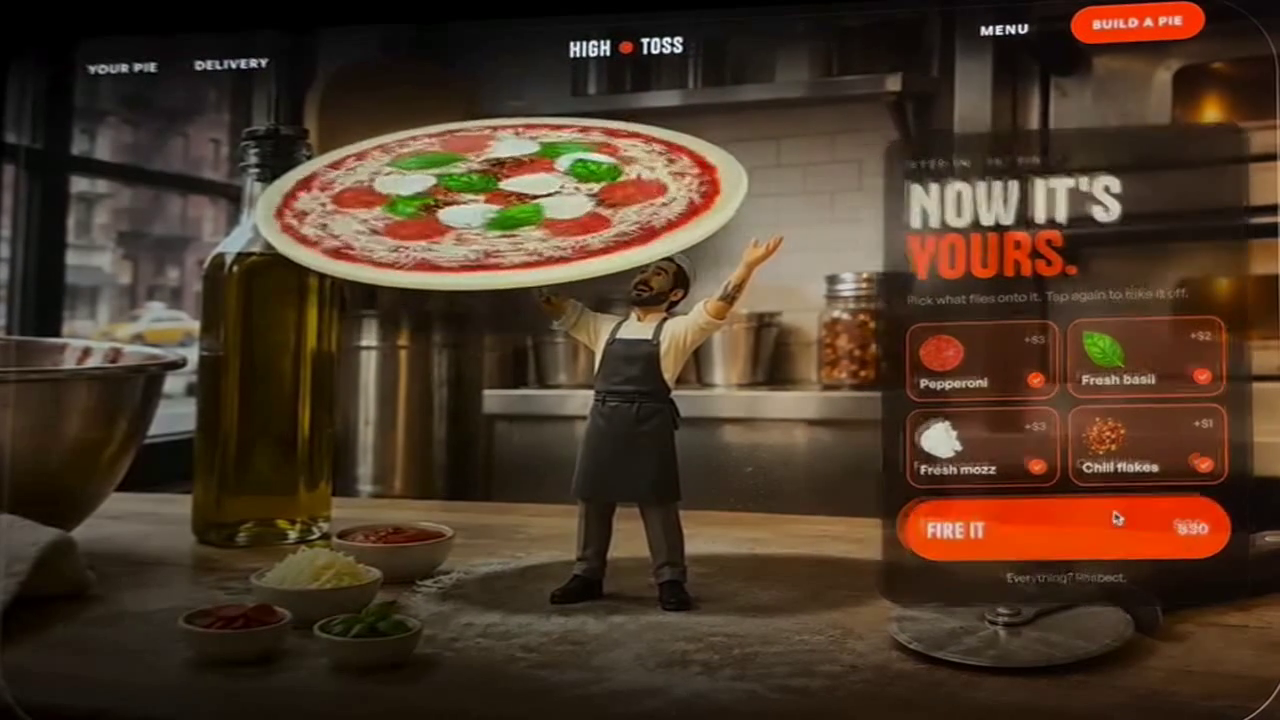 YOUR PIE
DELIVERY
HIGH TOSS
MENU
BUILD A PIE
NOW IT'S
YOURS.
Pick what flies onto it. Tap again to take it off.
+$3
Pepperoni
+$2
Fresh basil
+$3
Fresh mozz
+$1
Chili flakes
FIRE IT
$30
Everything? Respect.